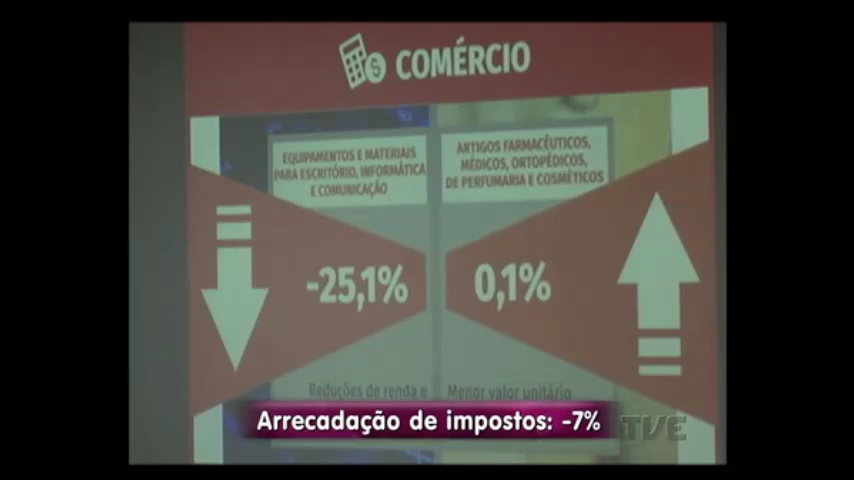 COMÉRCIO
EQUIPAMENTOS E MATERIAIS
PARA ESCRITÓRIO, INFORMÁTICA
E COMUNICAÇÃO
ARTIGOS FARMACÊUTICOS,
MÉDICOS, ORTOPÉDICOS,
DE PERFUMARIA E COSMÉTICOS
-25,1%
0,1%
Reduções de renda e
Menor valor unitário
Arrecadação de impostos: -7%
TVE